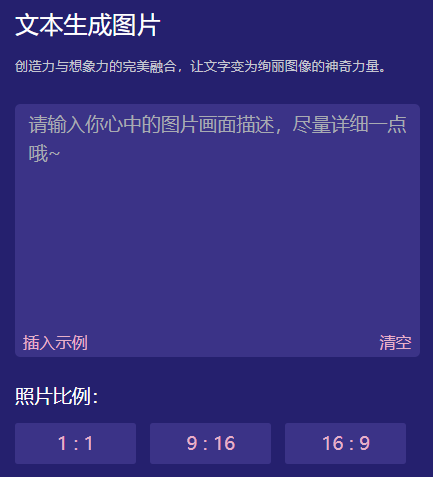 文本生成图片
创造力与想象力的完美融合，让文字变为绚丽图像的神奇力量。
请输入你心中的图片画面描述，尽量详细一点
哦~
插入示例 清空
照片比例：
1 : 1 9 : 16 16 : 9